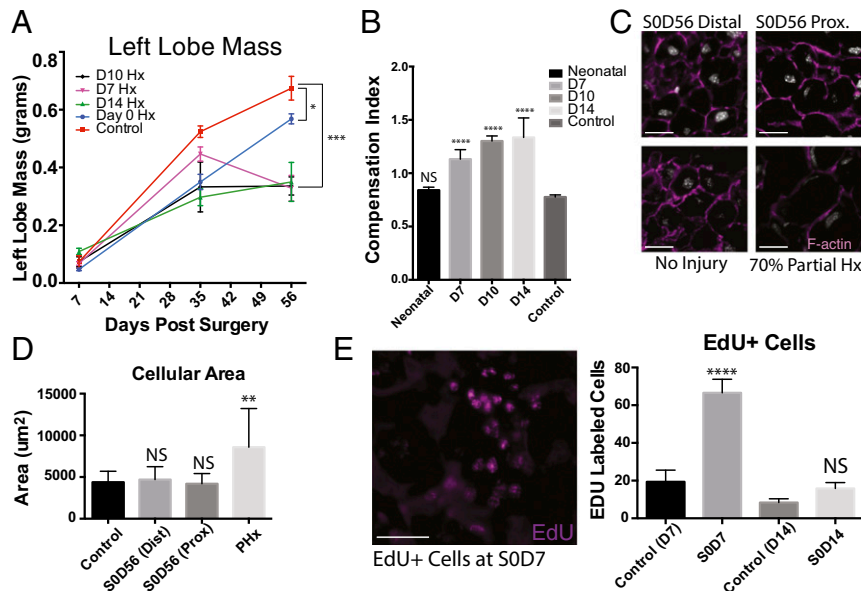 A
Left Lobe Mass
Left Lobe Mass (grams)
0.8
0.6
0.4
0.2
0.0
D10 Hx
D7 Hx
D14 Hx
Day 0 Hx
Control
*
***
7 14 21 28 35 42 49 56
Days Post Surgery
B
Compensation Index
2.0
1.5
1.0
0.5
0.0
NS
****
****
****
Neonatal
D7
D10
D14
Control
Neonatal
D7
D10
D14
Control
C
S0D56 Distal
S0D56 Prox.
F-actin
No Injury
70% Partial Hx
D
Cellular Area
Area (um²)
15000
10000
5000
0
NS
NS
**
Control
S0D56 (Dist)
S0D56 (Prox)
PHx
E
EdU
EdU+ Cells at S0D7
EdU+ Cells
EDU Labeled Cells
80
60
40
20
0
****
NS
Control (D7)
S0D7
Control (D14)
S0D14